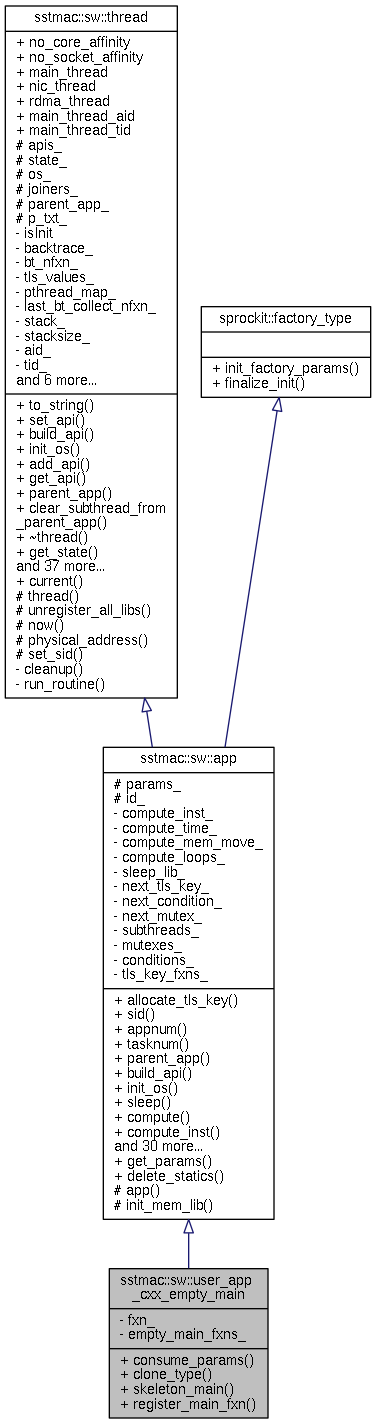 sstmac::sw::thread
+ no_core_affinity
+ no_socket_affinity
+ main_thread
+ nic_thread
+ rdma_thread
+ main_thread_aid
+ main_thread_tid
# apis_
# state_
# os_
# joiners_
# parent_app_
# p_txt_
- isInit
- backtrace_
- bt_nfxn_
- tls_values_
- pthread_map_
- last_bt_collect_nfxn_
- stack_
- stacksize_
- aid_
- tid_
and 6 more...
+ to_string()
+ set_api()
+ build_api()
+ init_os()
+ add_api()
+ get_api()
+ parent_app()
+ clear_subthread_from
_parent_app()
+ ~thread()
+ get_state()
and 37 more...
+ current()
# thread()
# unregister_all_libs()
# now()
# physical_address()
# set_sid()
- cleanup()
- run_routine()
sprockit::factory_type
+ init_factory_params()
+ finalize_init()
sstmac::sw::app
# params_
# id_
- compute_inst_
- compute_time_
- compute_mem_move_
- compute_loops_
- sleep_lib_
- next_tls_key_
- next_condition_
- next_mutex_
- subthreads_
- mutexes_
- conditions_
- tls_key_fxns_
+ allocate_tls_key()
+ sid()
+ appnum()
+ tasknum()
+ parent_app()
+ build_api()
+ init_os()
+ sleep()
+ compute()
+ compute_inst()
and 30 more...
+ get_params()
+ delete_statics()
# app()
# init_mem_lib()
sstmac::sw::user_app
_cxx_empty_main
- fxn_
- empty_main_fxns_
+ consume_params()
+ clone_type()
+ skeleton_main()
+ register_main_fxn()